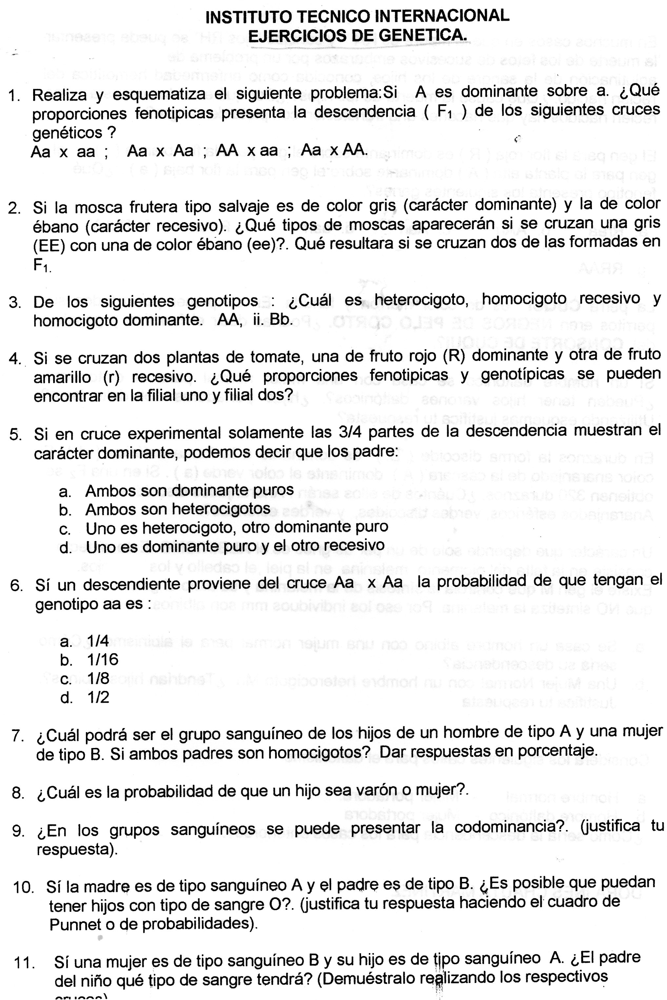 INSTITUTO TECNICO INTERNACIONAL
EJERCICIOS DE GENETICA.
1. Realiza y esquematiza el siguiente problema:Si A es dominante sobre a. ¿Qué
proporciones fenotipicas presenta la descendencia ( F1 ) de los siguientes cruces
genéticos ?
Aa x aa ; Aa x Aa ; AA x aa ; Aa x AA.
2. Si la mosca frutera tipo salvaje es de color gris (carácter dominante) y la de color
ébano (carácter recesivo). ¿Qué tipos de moscas aparecerán si se cruzan una gris
(EE) con una de color ébano (ee)?. Qué resultara si se cruzan dos de las formadas en
F1.
3. De los siguientes genotipos : ¿Cuál es heterocigoto, homocigoto recesivo y
homocigoto dominante. AA, ii. Bb.
4. Si se cruzan dos plantas de tomate, una de fruto rojo (R) dominante y otra de fruto
amarillo (r) recesivo. ¿Qué proporciones fenotipicas y genotípicas se pueden
encontrar en la filial uno y filial dos?
5. Si en cruce experimental solamente las 3/4 partes de la descendencia muestran el
carácter dominante, podemos decir que los padre:
a. Ambos son dominante puros
b. Ambos son heterocigotos
c. Uno es heterocigoto, otro dominante puro
d. Uno es dominante puro y el otro recesivo
6. Sí un descendiente proviene del cruce Aa x Aa la probabilidad de que tengan el
genotipo aa es :
a. 1/4
b. 1/16
c. 1/8
d. 1/2
7. ¿Cuál podrá ser el grupo sanguíneo de los hijos de un hombre de tipo A y una mujer
de tipo B. Si ambos padres son homocigotos? Dar respuestas en porcentaje.
8. ¿Cuál es la probabilidad de que un hijo sea varón o mujer?.
9. ¿En los grupos sanguíneos se puede presentar la codominancia?. (justifica tu
respuesta).
10. Sí la madre es de tipo sanguíneo A y el padre es de tipo B. ¿Es posible que puedan
tener hijos con tipo de sangre O?. (justifica tu respuesta haciendo el cuadro de
Punnet o de probabilidades).
11. Sí una mujer es de tipo sanguíneo B y su hijo es de tipo sanguíneo A. ¿El padre
del niño qué tipo de sangre tendrá? (Demuéstralo realizando los respectivos